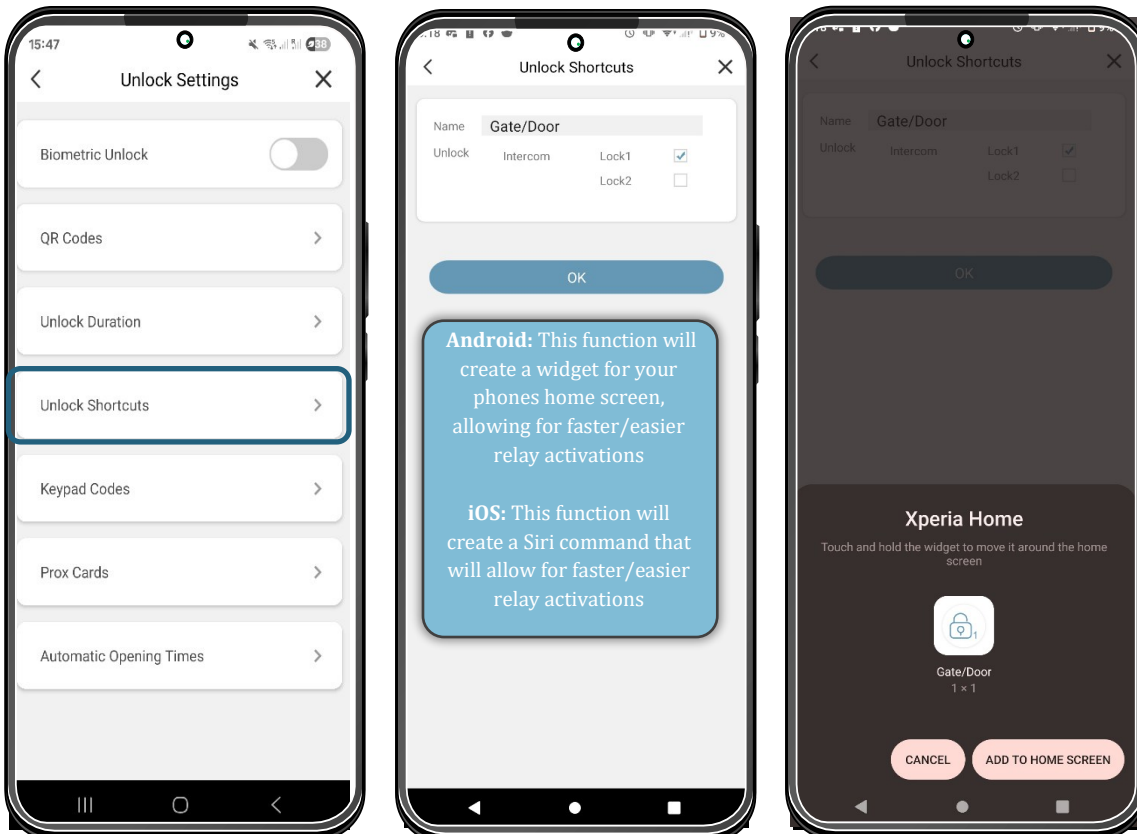 15:47
38
Unlock Settings
Biometric Unlock
QR Codes
Unlock Duration
Unlock Shortcuts
Keypad Codes
Prox Cards
Automatic Opening Times
9%
Unlock Shortcuts
Name Gate/Door
Unlock Intercom Lock1
Lock2
OK
Android: This function will
create a widget for your
phones home screen,
allowing for faster/easier
relay activations
iOS: This function will
create a Siri command that
will allow for faster/easier
relay activations
Unlock Shortcuts
Name Gate/Door
Unlock Intercom Lock1
Lock2
OK
Xperia Home
Touch and hold the widget to move it around the home
screen
1
Gate/Door
1 × 1
CANCEL ADD TO HOME SCREEN